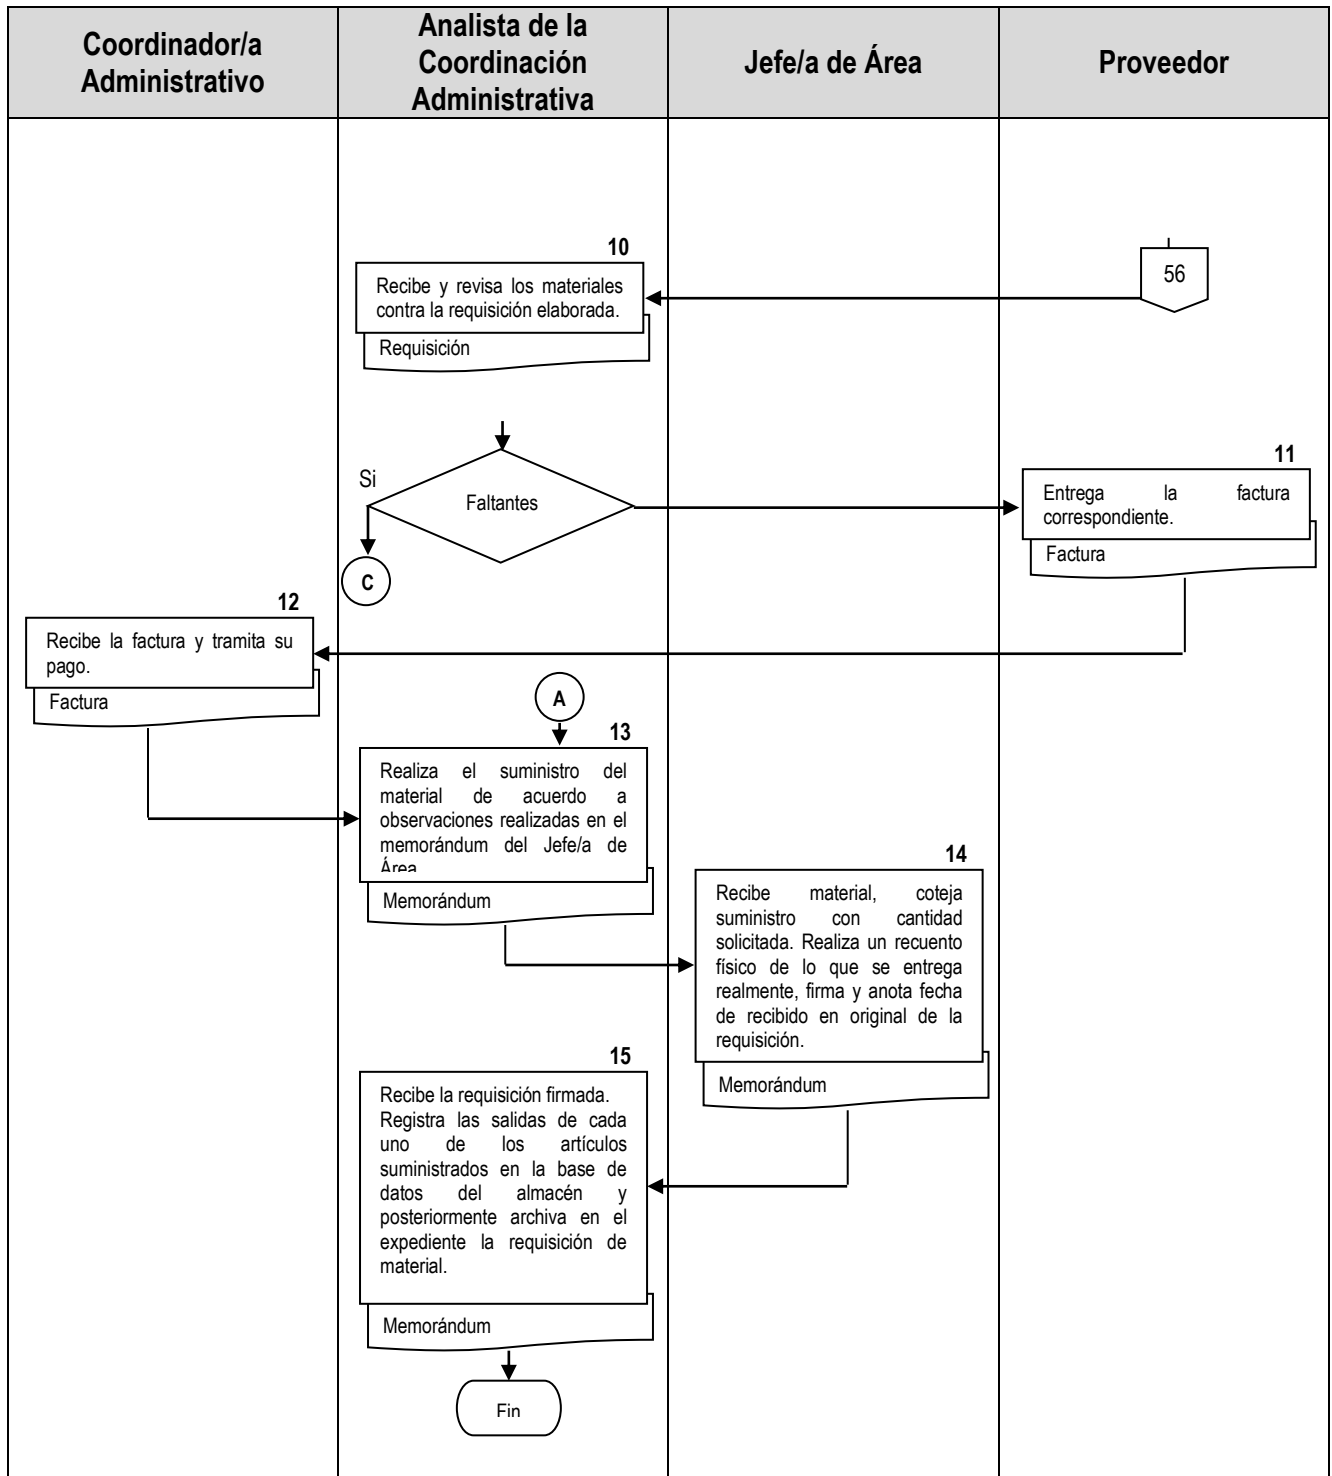 Coordinador/a
Administrativo
Analista de la
Coordinación
Administrativa
Jefe/a de Área
Proveedor
56
10
Recibe y revisa los materiales
contra la requisición elaborada.
Requisición
Si
Faltantes
C
11
Entrega la factura
correspondiente.
Factura
12
Recibe la factura y tramita su
pago.
Factura
A
13
Realiza el suministro del
material de acuerdo a
observaciones realizadas en el
memorándum del Jefe/a de
Área
Memorándum
14
Recibe material, coteja
suministro con cantidad
solicitada. Realiza un recuento
físico de lo que se entrega
realmente, firma y anota fecha
de recibido en original de la
requisición.
Memorándum
15
Recibe la requisición firmada.
Registra las salidas de cada
uno de los artículos
suministrados en la base de
datos del almacén y
posteriormente archiva en el
expediente la requisición de
material.
Memorándum
Fin